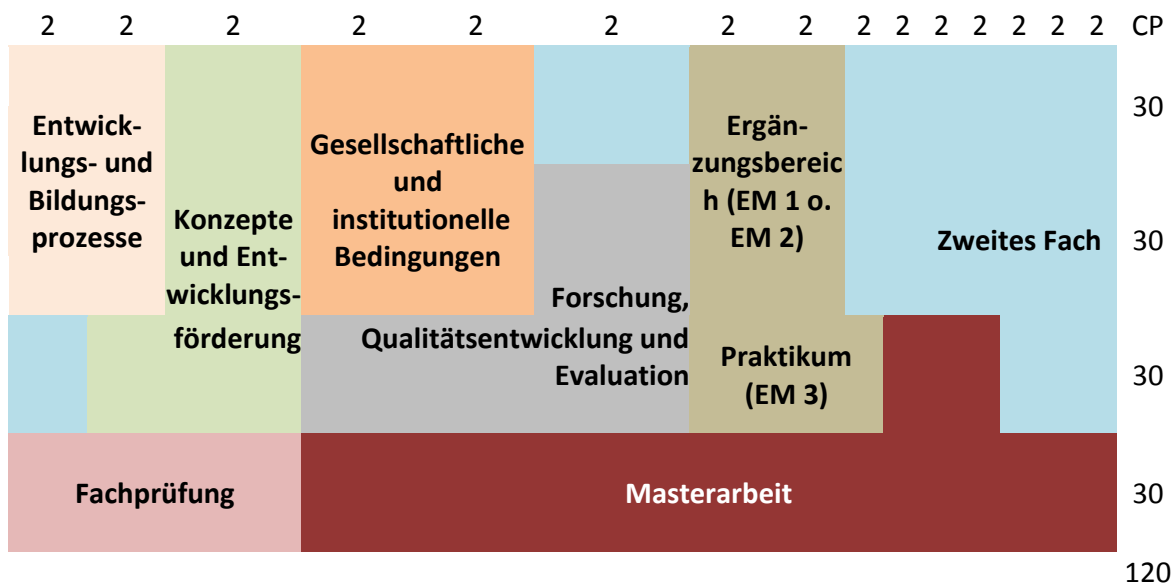 2 2 2 2 2 2 2 2 2 2 2 2 2 2 2 CP
30
Entwick-
lungs- und
Bildungs-
prozesse
Konzepte
und Ent-
wicklungs-
förderung
Gesellschaftliche
und
institutionelle
Bedingungen
Forschung,
Qualitätsentwicklung und
Evaluation
Ergän-
zungsbereic
h (EM 1 o.
EM 2)
Praktikum
(EM 3)
Zweites Fach
30
30
Fachprüfung
Masterarbeit
30
120